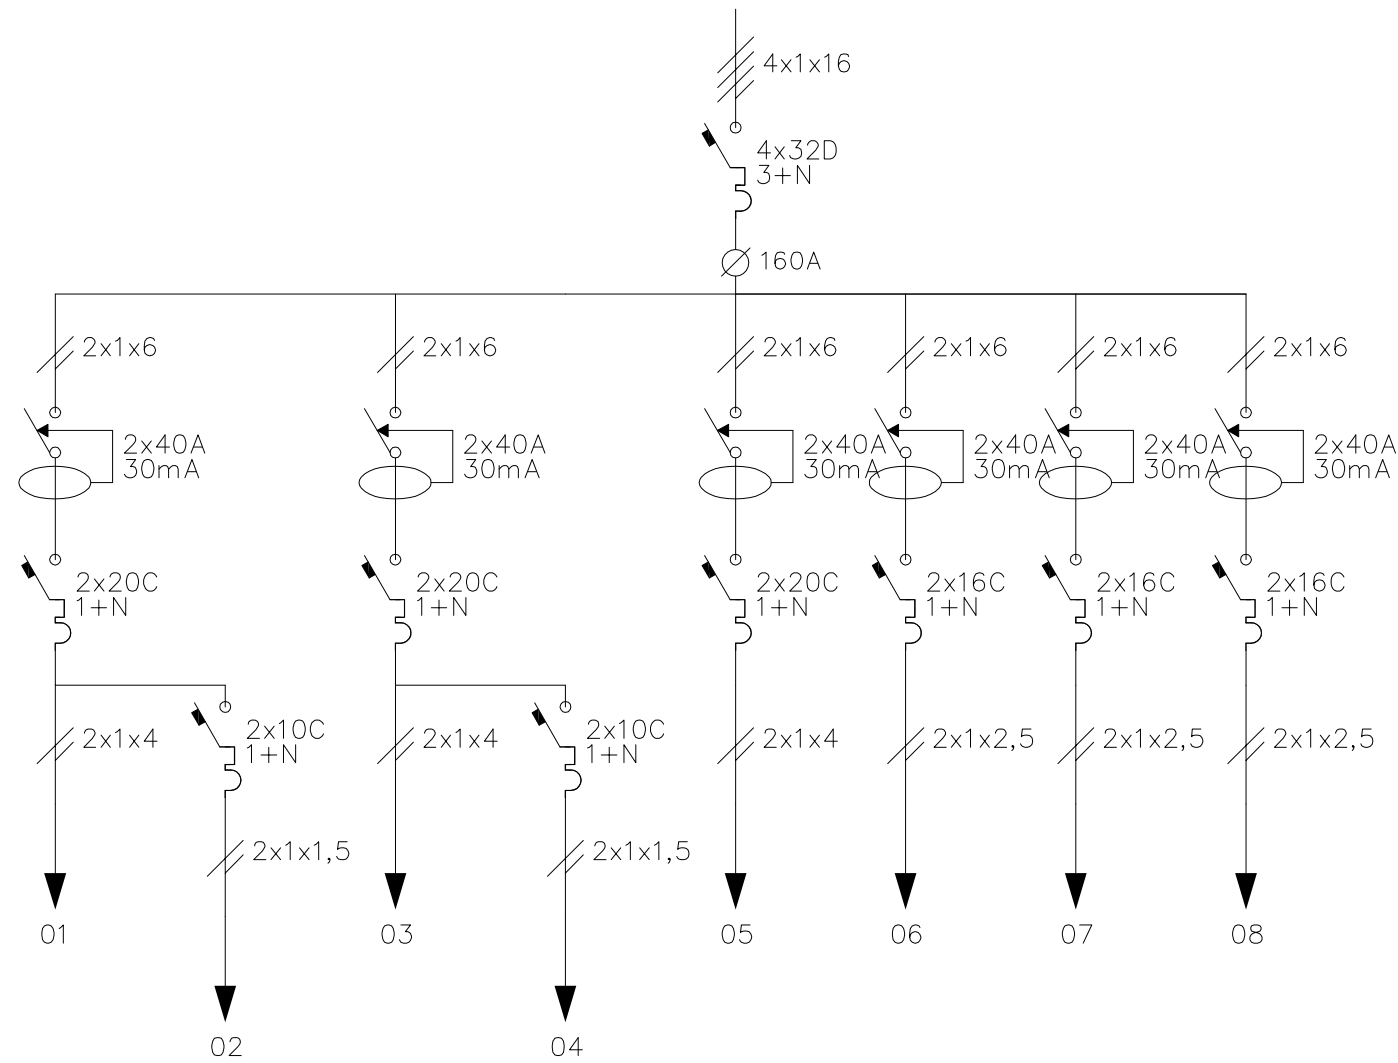 4x1x16
4x32D
3+N
160A
2x1x6
2x1x6
2x1x6
2x1x6
2x1x6
2x1x6
2x40A
30mA
2x40A
30mA
2x40A
30mA
2x40A
30mA
2x40A
30mA
2x40A
30mA
2x20C
1+N
2x20C
1+N
2x20C
1+N
2x16C
1+N
2x16C
1+N
2x16C
1+N
2x1x4
2x10C
1+N
2x1x4
2x10C
1+N
2x1x4
2x1x2,5
2x1x2,5
2x1x2,5
2x1x1,5
2x1x1,5
01
03
05
06
07
08
02
04